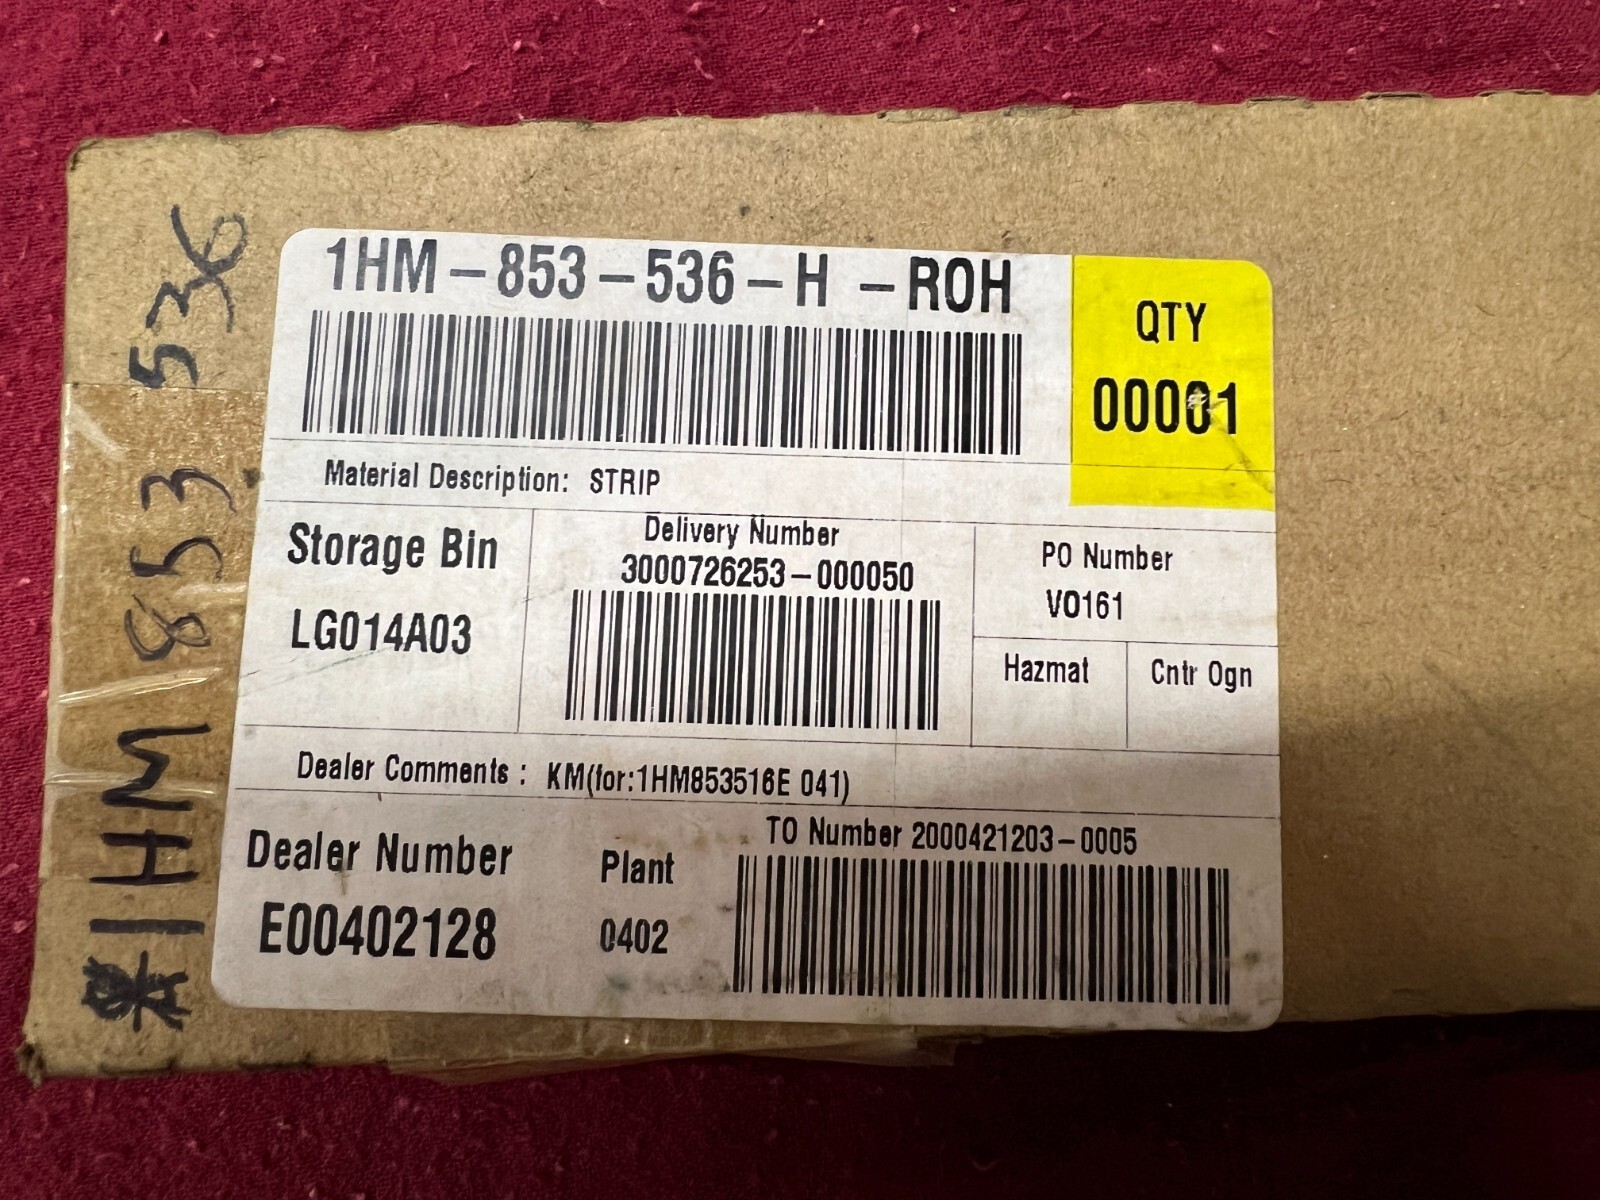 1HM-853-536-H -ROH
QTY
00001
Material Description: STRIP
Storage Bin
LG014A03
Delivery Number
3000726253-000050
PO Number
VO161
Hazmat
Cntr Ogn
Dealer Comments : KM(for:1HM853516E 041)
Dealer Number
E00402128
Plant
0402
TO Number 2000421203-0005
*1HM 853 536